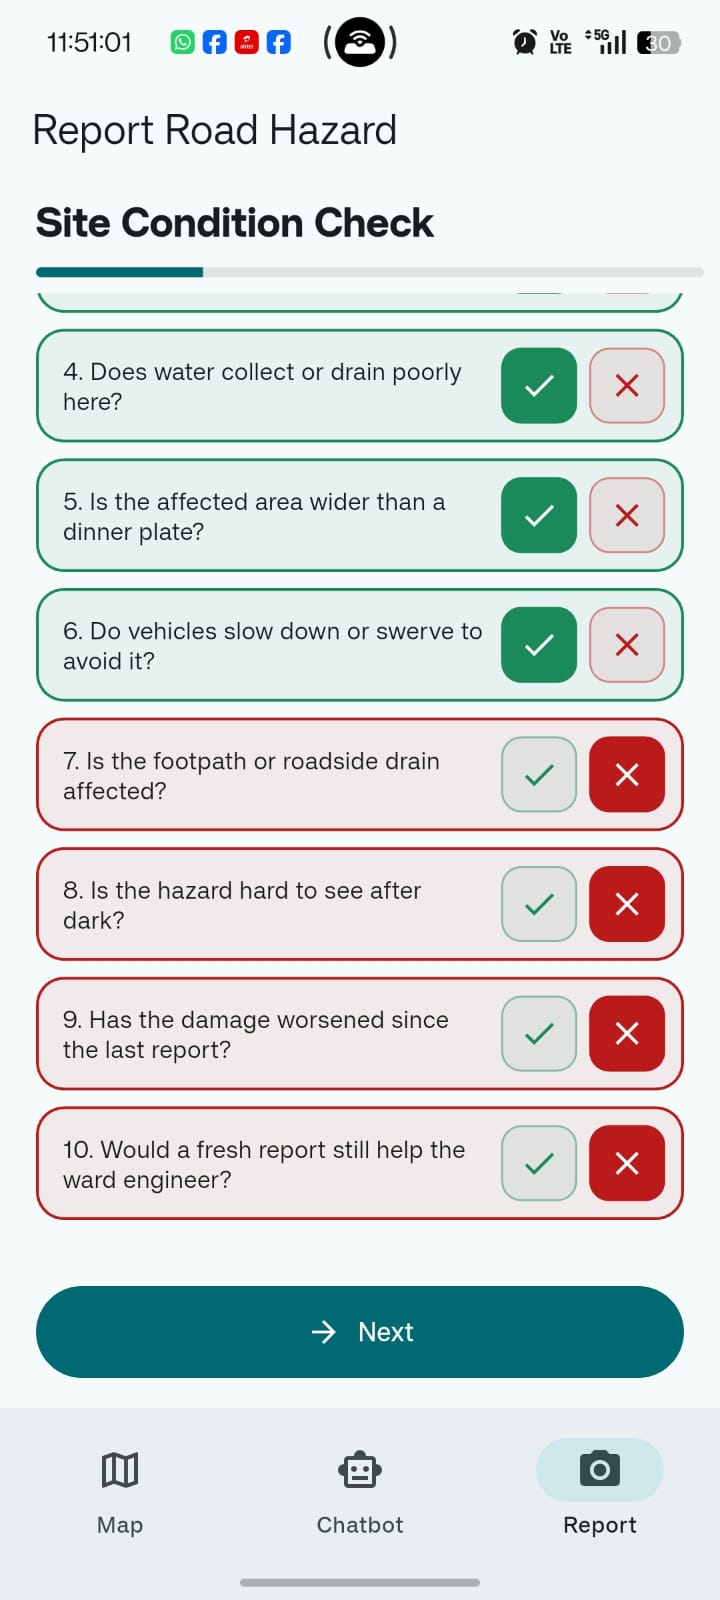 11:51:01
Vo
LTE
5G
30
airtel
Report Road Hazard
Site Condition Check
4. Does water collect or drain poorly
here?
5. Is the affected area wider than a
dinner plate?
6. Do vehicles slow down or swerve to
avoid it?
7. Is the footpath or roadside drain
affected?
8. Is the hazard hard to see after
dark?
9. Has the damage worsened since
the last report?
10. Would a fresh report still help the
ward engineer?
Next
Map
Chatbot
Report